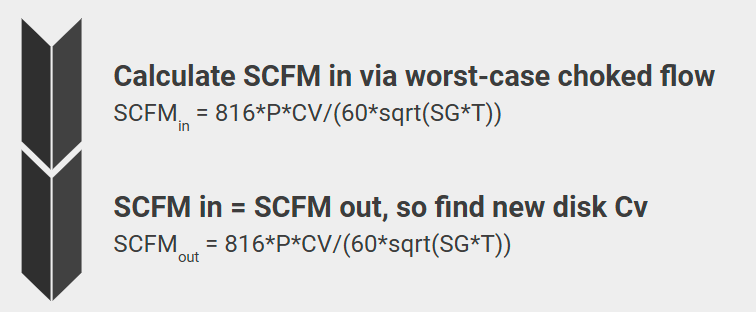 Calculate SCFM in via worst-case choked flow
SCFMin = 816*P*CV/(60*sqrt(SG*T))
SCFM in = SCFM out, so find new disk Cv
SCFMout = 816*P*CV/(60*sqrt(SG*T))